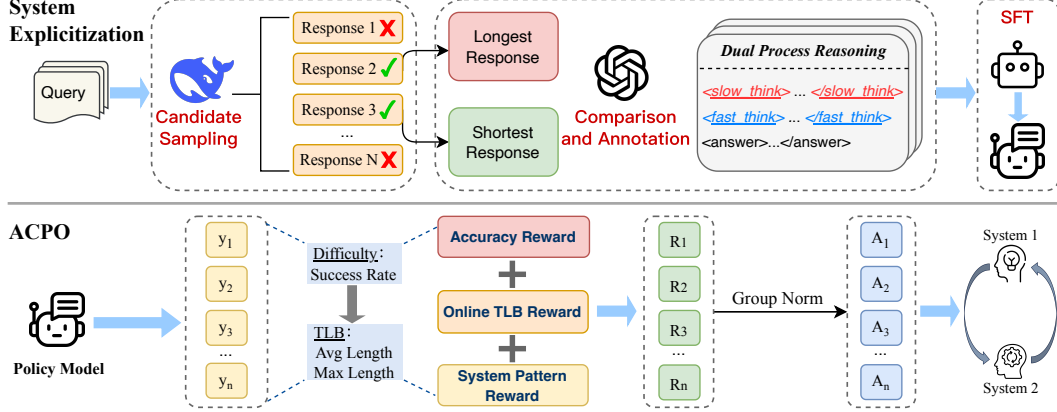 System
Explicitization
Query
Candidate
Sampling
Response 1
Response 2
Response 3
...
Response N
Longest
Response
Shortest
Response
Comparison
and Annotation
Dual Process Reasoning
<slow_think> ... </slow_think>
<fast_think> ... </fast_think>
<answer>...</answer>
SFT
ACPO
Policy Model
y1
y2
y3
...
yn
Difficulty:
Success Rate
TLB:
Avg Length
Max Length
Accuracy Reward
Online TLB Reward
System Pattern
Reward
R1
R2
R3
...
Rn
Group Norm
A1
A2
A3
...
An
System 1
System 2